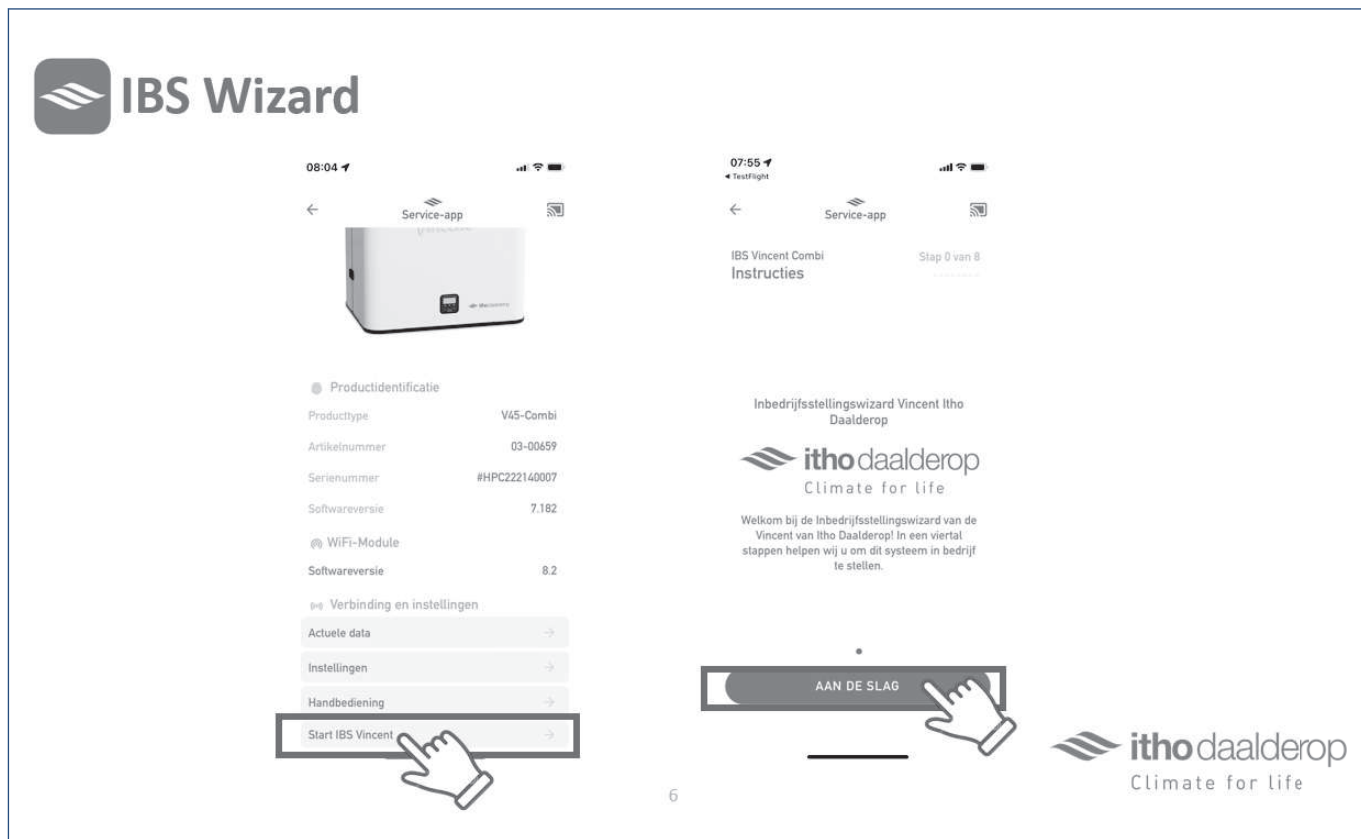 IBS Wizard
08:04
Service-app
Productidentificatie
Producttype V45-Combi
Artikelnummer 03-00659
Serienummer #HPC222140007
Softwareversie 7.182
WiFi-Module
Softwareversie 8.2
Verbinding en instellingen
Actuele data
Instellingen
Handbediening
Start IBS Vincent
07:55
TestFlight
Service-app
IBS Vincent Combi Stap 0 van 8
Instructies
Inbedrijfsstellingswizard Vincent Itho
Daalderop
itho daalderop
Climate for life
Welkom bij de Inbedrijfsstellingswizard van de
Vincent van Itho Daalderop! In een viertal
stappen helpen wij u om dit systeem in bedrijf
te stellen.
AAN DE SLAG
6
itho daalderop
Climate for life